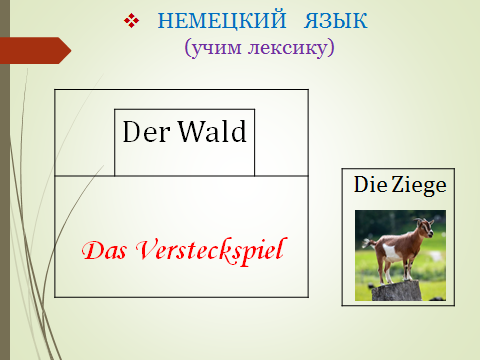 ❖ НЕМЕЦКИЙ ЯЗЫК
(учим лексику)
Der Wald
Das Versteckspiel
Die Ziege